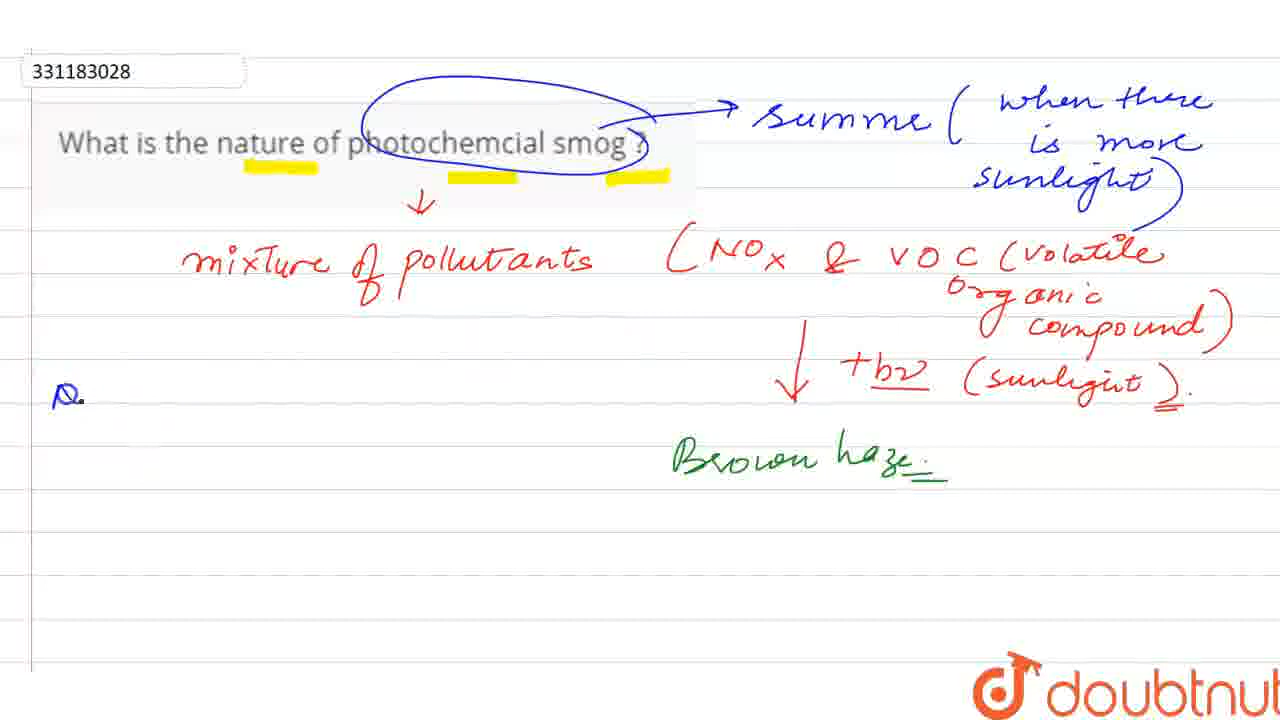 331183028
What is the nature of photochemcial smog ?
summe ( when there
is more
sunlight )
mixture of pollutants ( NOx & VOC ( volatile
organic
compound )
+ hν ( sunlight ).
Brown haze.
doubtnut